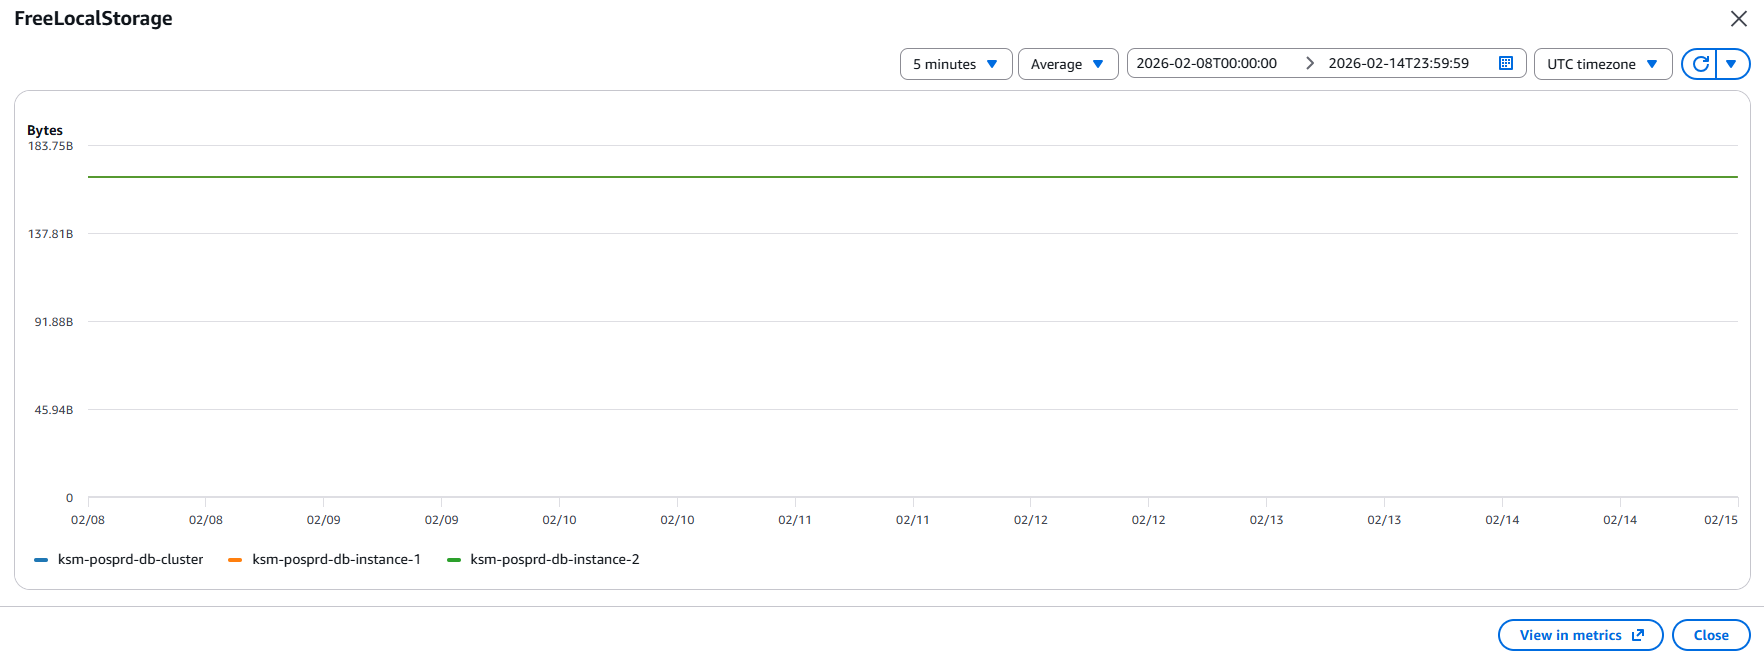 FreeLocalStorage
5 minutes Average 2026-02-08T00:00:00 2026-02-14T23:59:59 UTC timezone
Bytes
183.75B
137.81B
91.88B
45.94B
0
02/08 02/08 02/09 02/09 02/10 02/10 02/11 02/11 02/12 02/12 02/13 02/13 02/14 02/14 02/15
ksm-posprd-db-cluster ksm-posprd-db-instance-1 ksm-posprd-db-instance-2
View in metrics Close